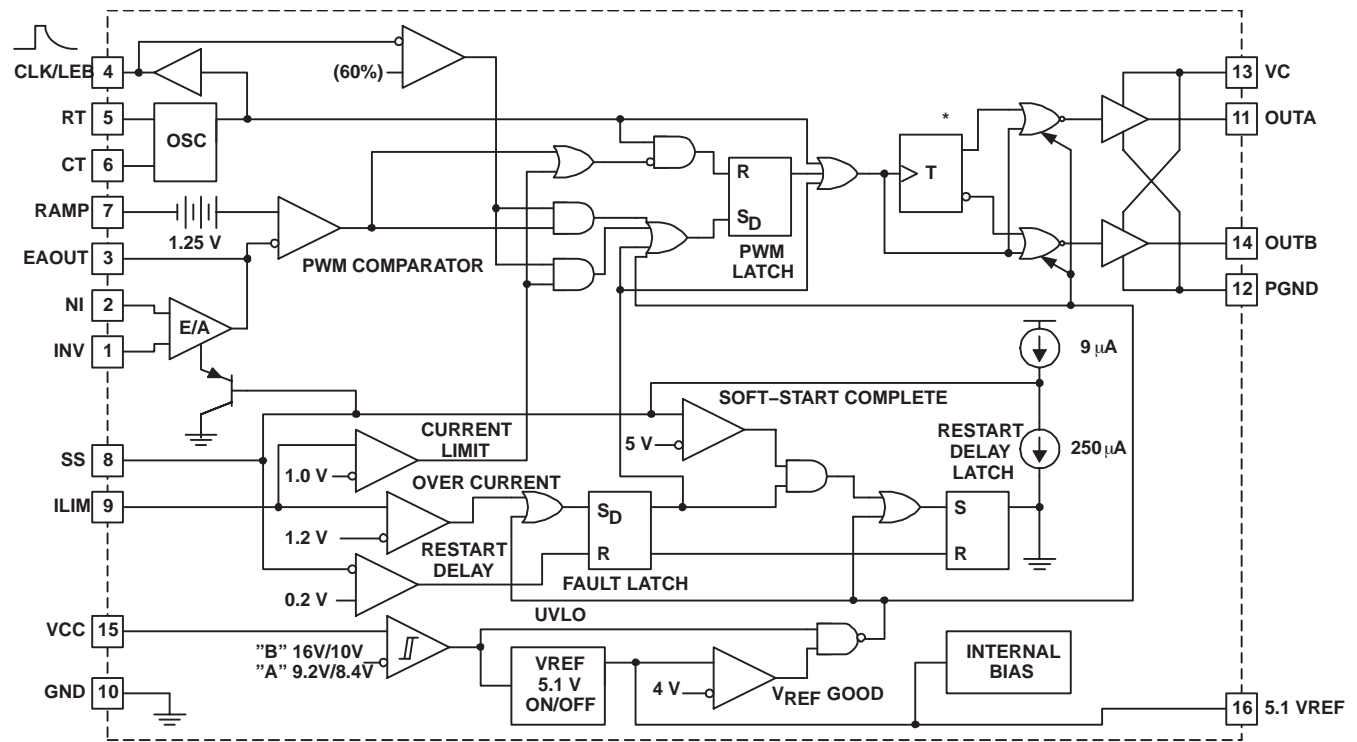 CLK/LEB 4
(60%)
13 VC
RT 5
OSC
*
11 OUTA
CT 6
R
T
RAMP 7
SD
1.25 V
EAOUT 3
PWM COMPARATOR
PWM
LATCH
14 OUTB
NI 2
E/A
12 PGND
INV 1
9 μA
SOFT−START COMPLETE
CURRENT
LIMIT
5 V
RESTART
DELAY
LATCH
250 μA
SS 8
1.0 V
OVER CURRENT
ILIM 9
SD
S
1.2 V
RESTART
DELAY
R
R
FAULT LATCH
0.2 V
UVLO
VCC 15
”B” 16V/10V
”A” 9.2V/8.4V
VREF
5.1 V
ON/OFF
INTERNAL
BIAS
4 V
VREF GOOD
GND 10
16 5.1 VREF